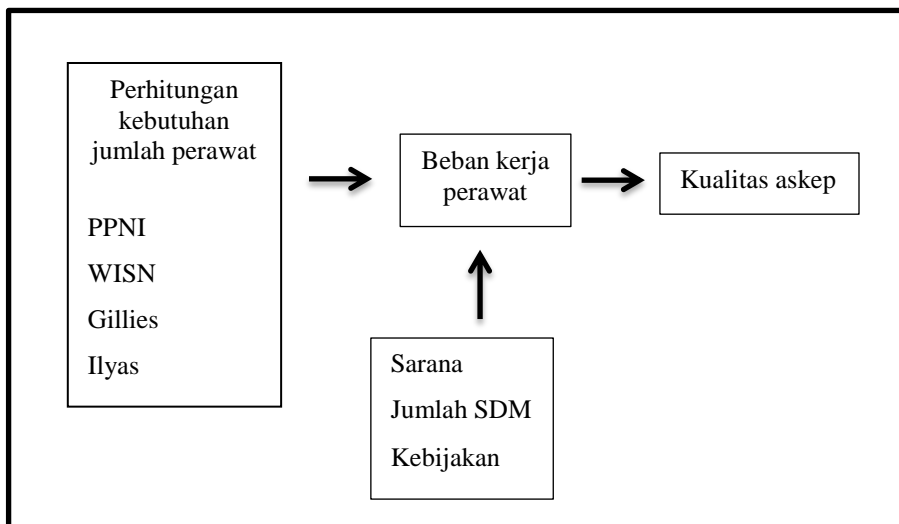 Perhitungan
kebutuhan
jumlah perawat
PPNI
WISN
Gillies
Ilyas
Beban kerja
perawat
Kualitas askep
Sarana
Jumlah SDM
Kebijakan